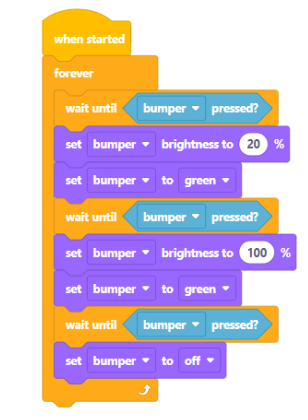 when started
forever
wait until bumper pressed?
set bumper brightness to 20 %
set bumper to green
wait until bumper pressed?
set bumper brightness to 100 %
set bumper to green
wait until bumper pressed?
set bumper to off